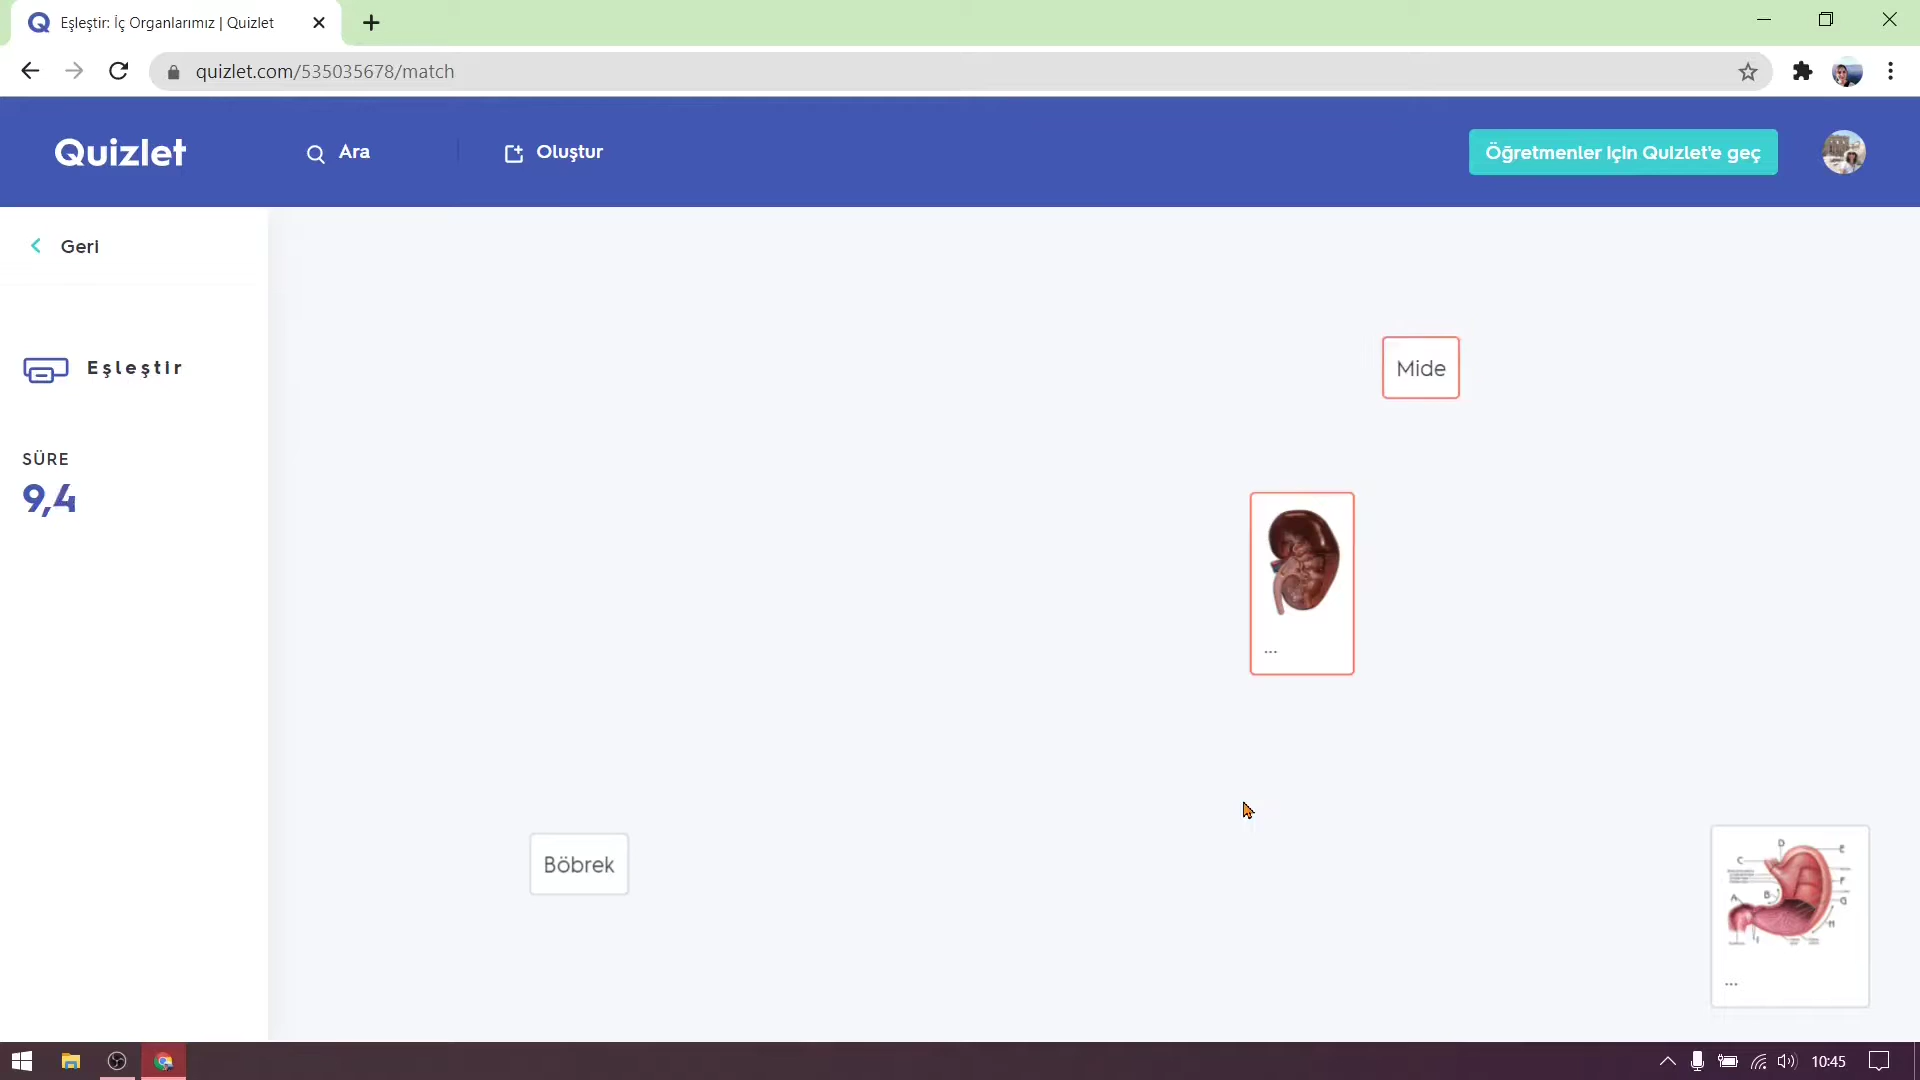 Eşleştir: İç Organlarımız | Quizlet
quizlet.com/535035678/match
Quizlet
Ara
Oluştur
Öğretmenler için Quizlet'e geç
Geri
Eşleştir
SÜRE
9,4
Mide
...
Böbrek
D
C
E
F
B
A
G
H
I
...
10:45